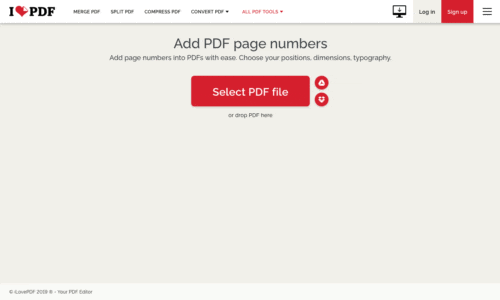 I PDF
MERGE PDF SPLIT PDF COMPRESS PDF CONVERT PDF ALL PDF TOOLS Log in Sign up
Add PDF page numbers
Add page numbers into PDFs with ease. Choose your positions, dimensions, typography.
Select PDF file
or drop PDF here
© iLovePDF 2019 ® - Your PDF Editor